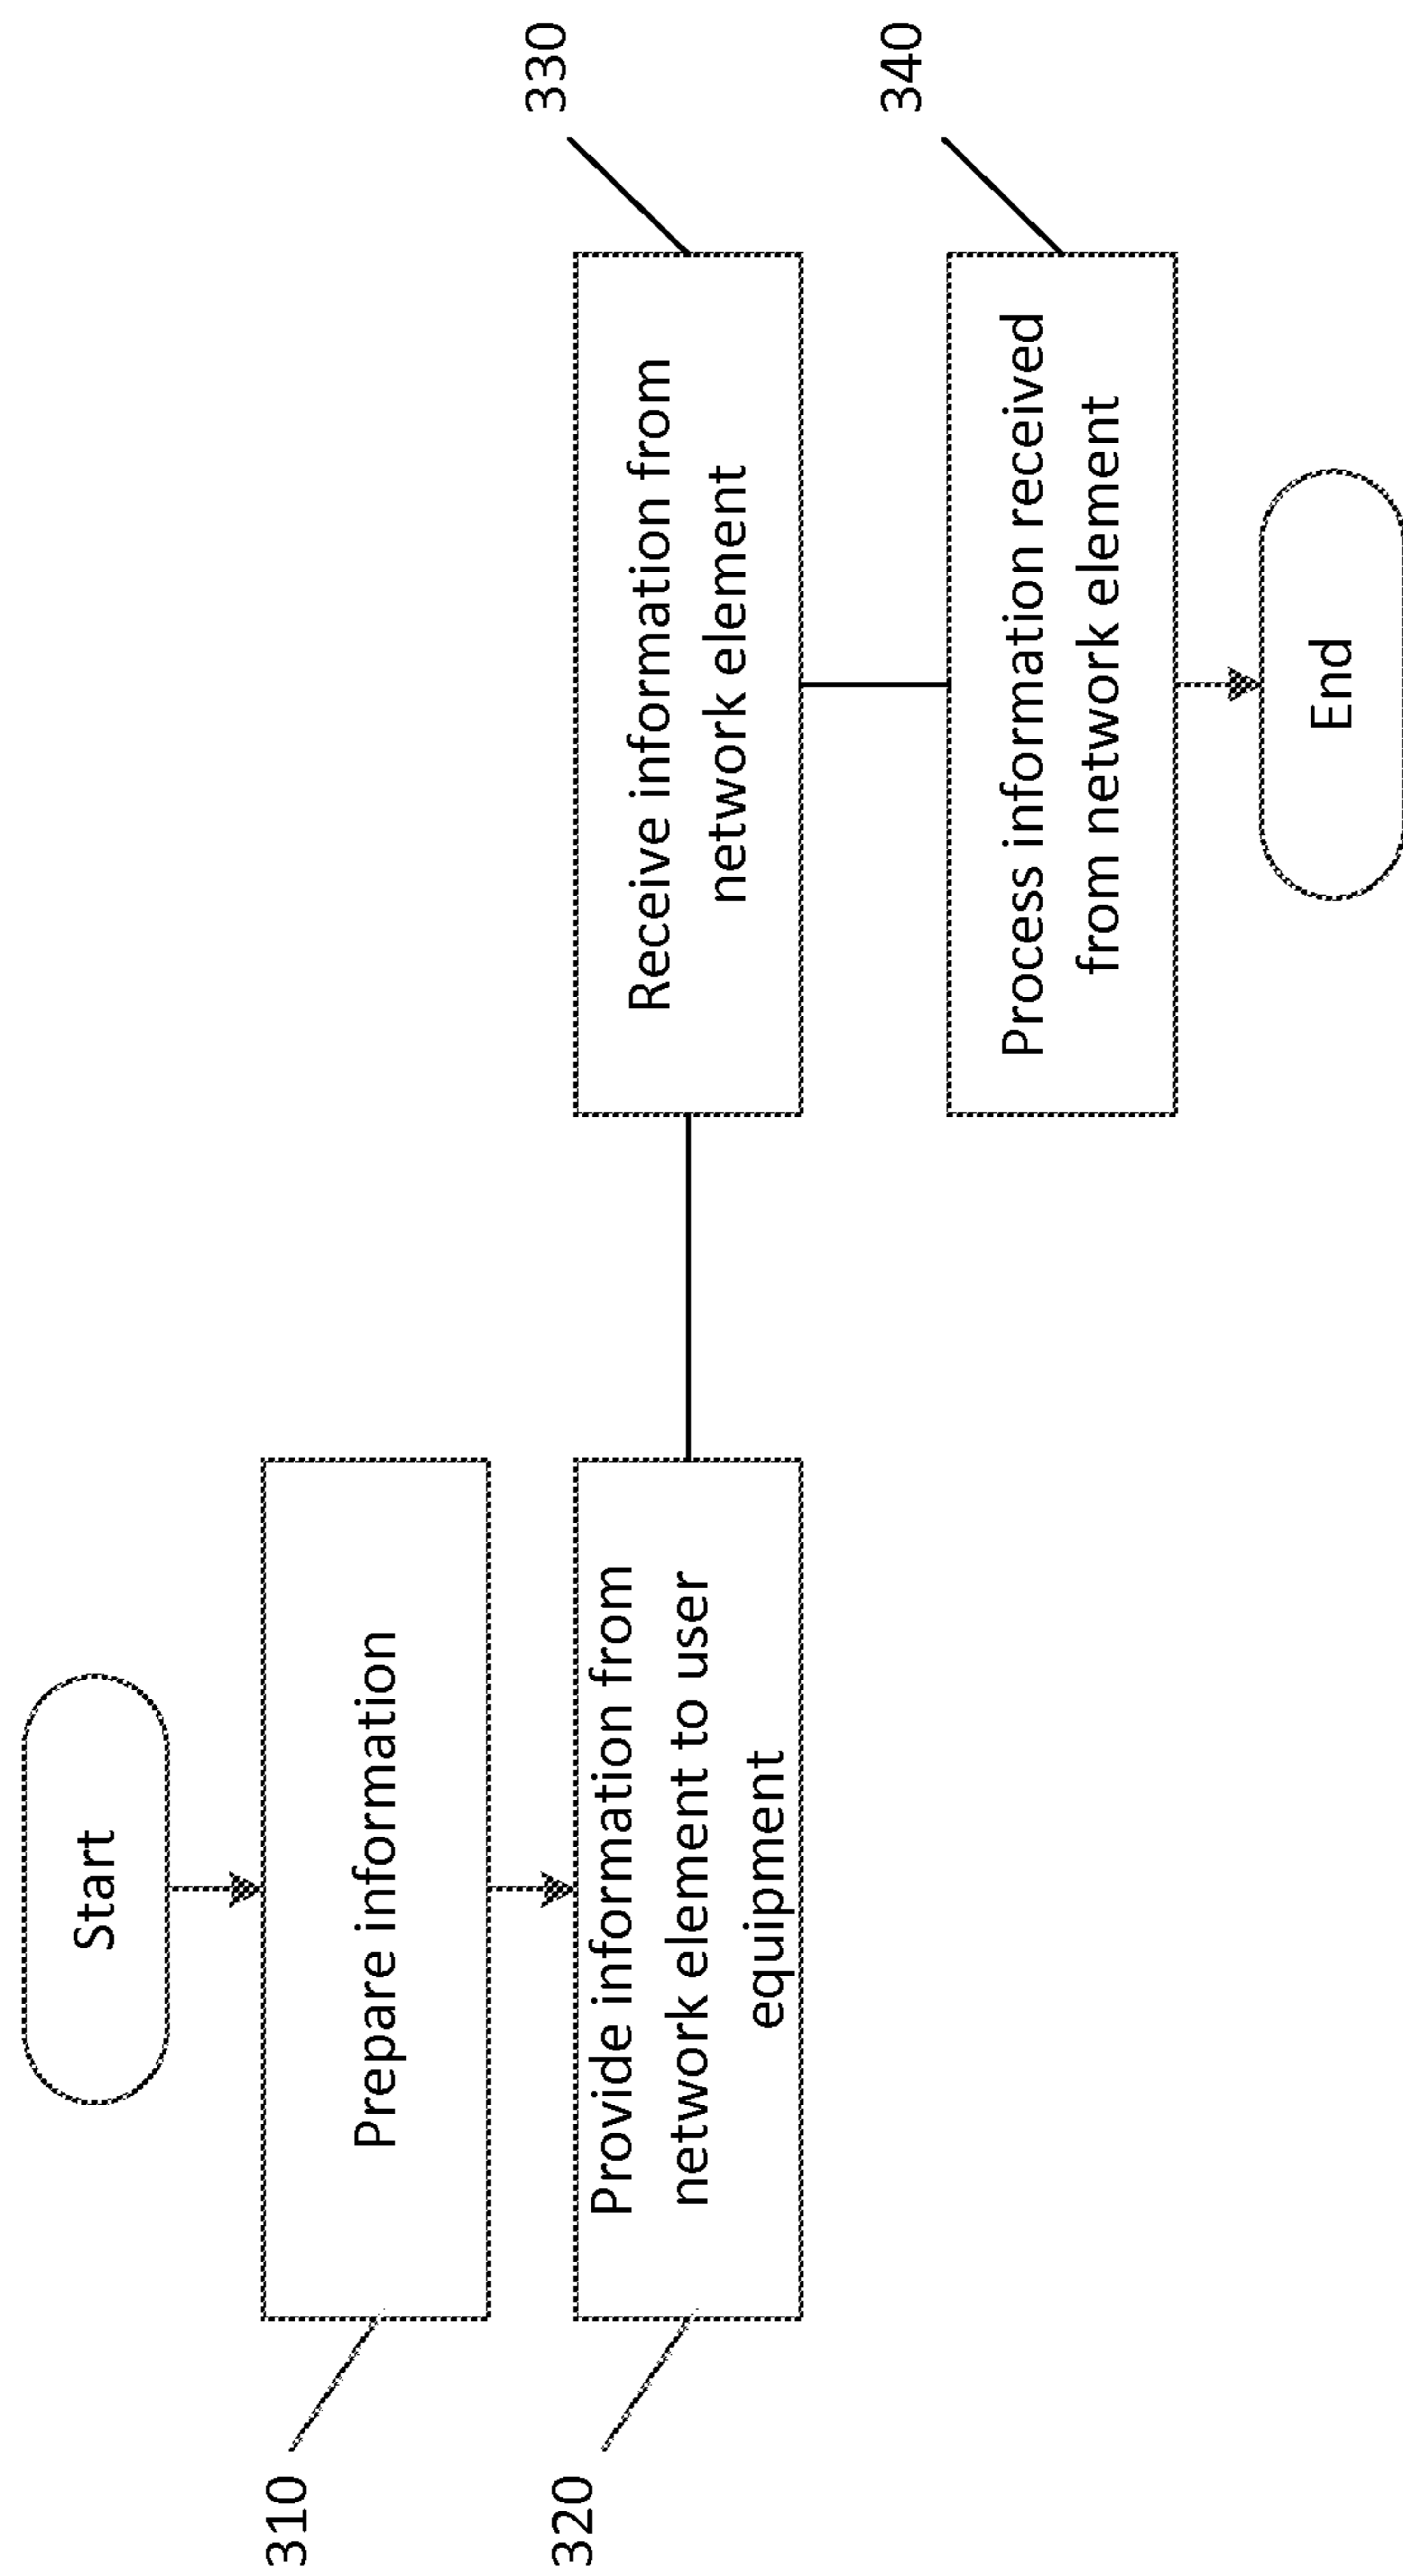 Start
310
Prepare information
320
Provide information from
network element to user
equipment
330
Receive information from
network element
340
Process information received
from network element
End